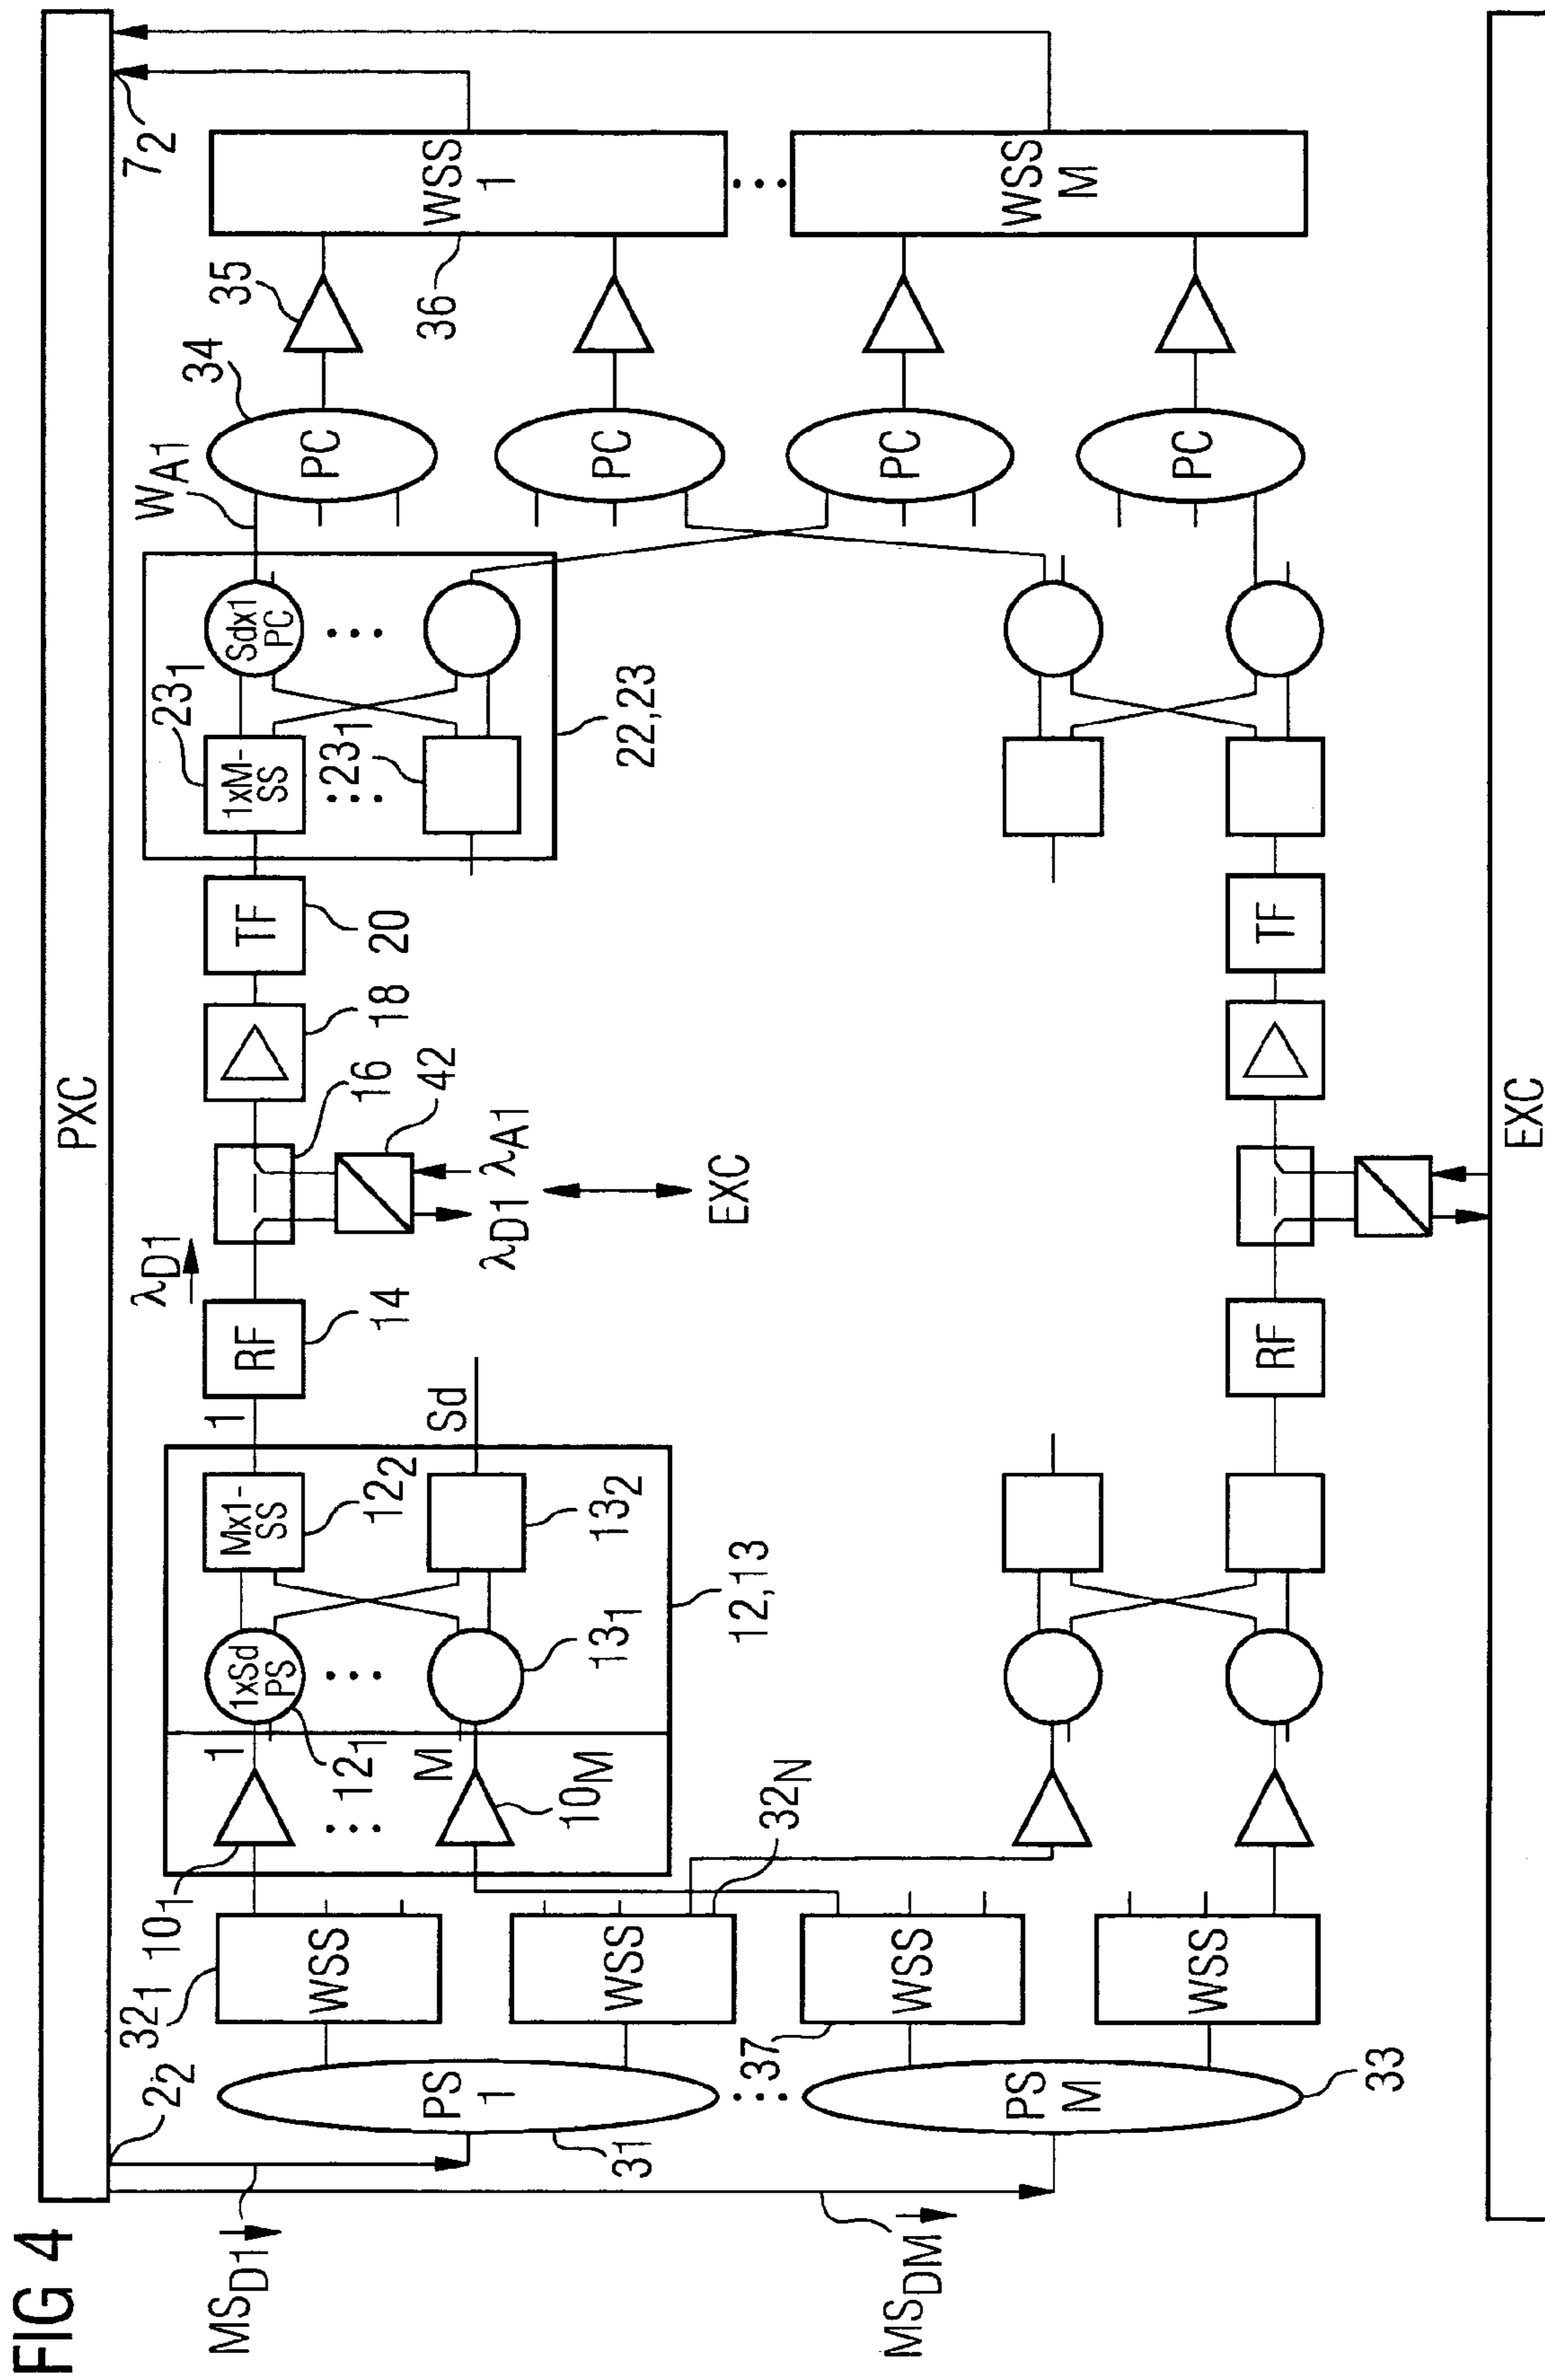 FIG 4
PXC
2₂
7₂
MS_D1
MS_DM
31
PS
1
PS
M
33
32₁
WSS
WSS
32_N
37
WSS
WSS
10₁
10_M
1
M
12₁
1xSd
PS
13₁
Mx1-
SS
12₂
13₂
12,13
1
Sd
RF
14
λ_D1
16
42
λ_D1
λ_A1
EXC
18
TF
20
23₁
1xM-
SS
23₁
Sdx1
PC
22,23
W_A1
34
PC
PC
PC
PC
35
36
WSS
1
WSS
M
RF
TF
EXC